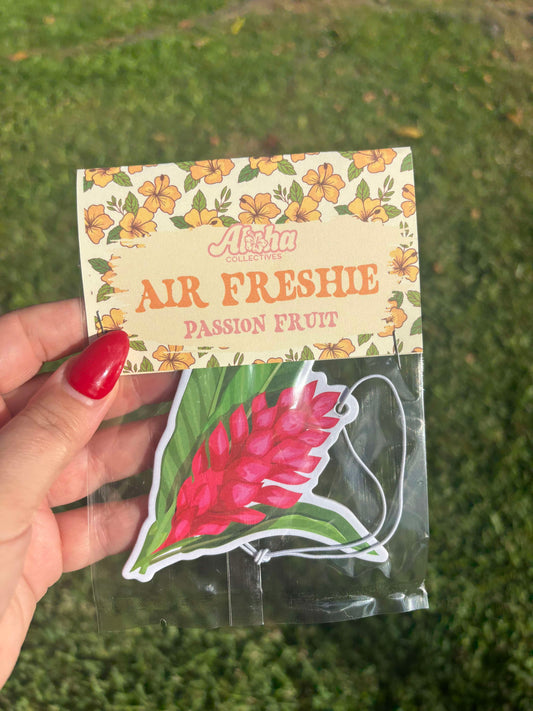 Aloha
COLLECTIVES
AIR FRESHIE
PASSION FRUIT